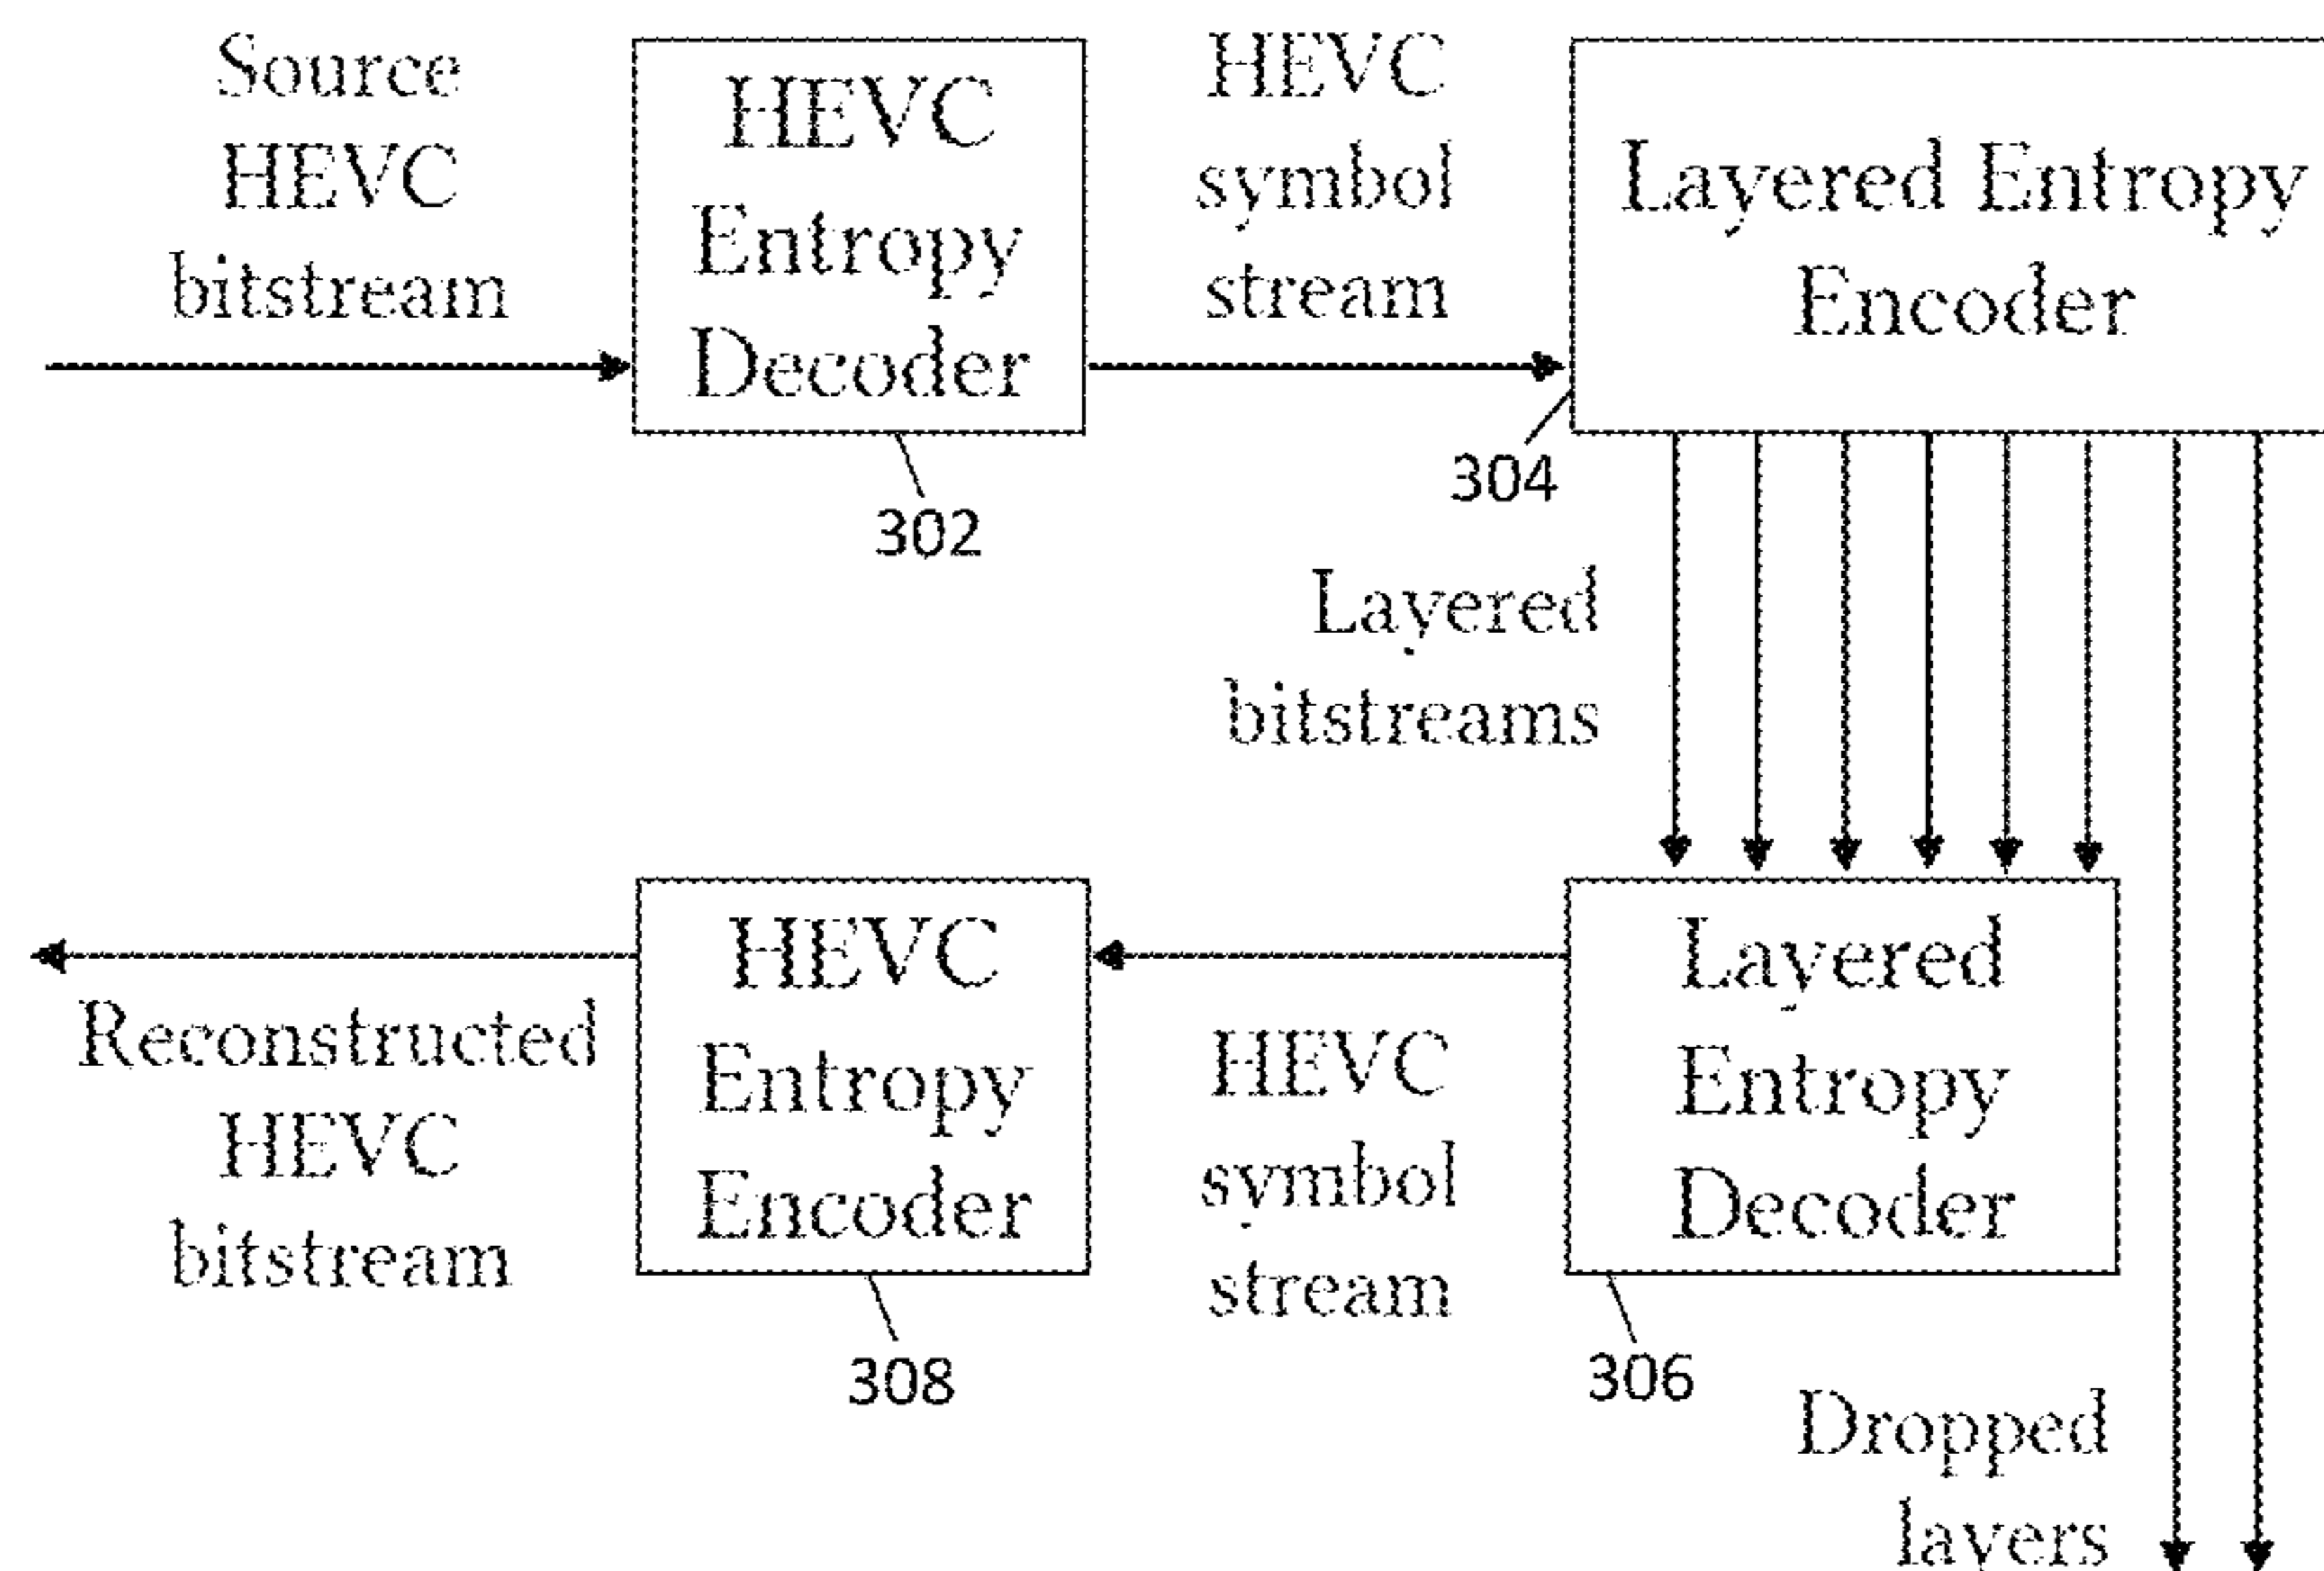 Source
HEVC
bitstream
HEVC
Entropy
Decoder
302
HEVC
symbol
stream
Layered Entropy
Encoder
304
Layered
bitstreams
Reconstructed
HEVC
bitstream
HEVC
Entropy
Encoder
308
HEVC
symbol
stream
Layered
Entropy
Decoder
306
Dropped
layers